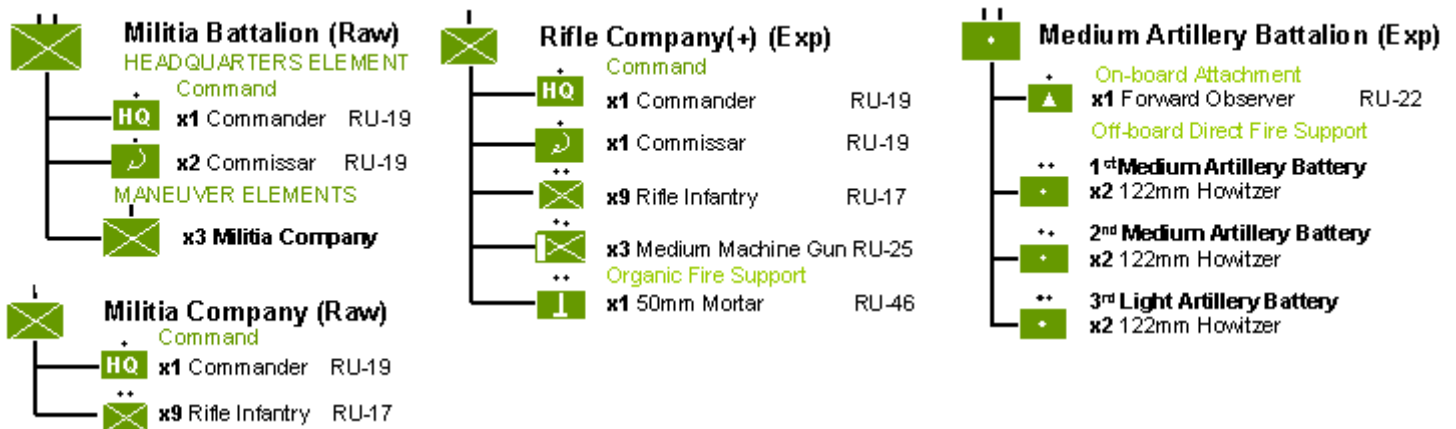 Militia Battalion (Raw)
HEADQUARTERS ELEMENT
Command
HQ x1 Commander RU-19
x2 Commissar RU-19
MANEUVER ELEMENTS
x3 Militia Company
Militia Company (Raw)
Command
HQ x1 Commander RU-19
x9 Rifle Infantry RU-17
Rifle Company(+) (Exp)
Command
HQ x1 Commander RU-19
x1 Commissar RU-19
x9 Rifle Infantry RU-17
x3 Medium Machine Gun RU-25
Organic Fire Support
x1 50mm Mortar RU-46
Medium Artillery Battalion (Exp)
On-board Attachment
x1 Forward Observer RU-22
Off-board Direct Fire Support
1st Medium Artillery Battery
x2 122mm Howitzer
2nd Medium Artillery Battery
x2 122mm Howitzer
3rd Light Artillery Battery
x2 122mm Howitzer